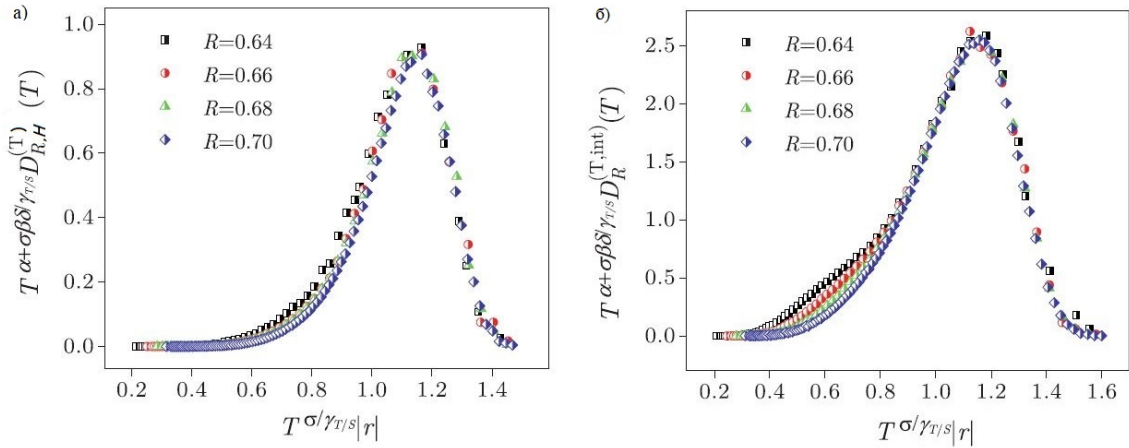 а)
T^{α+σβδ/γ_{T/S}} D_{R,H}^{(T)} (T)
1.0
0.8
0.6
0.4
0.2
0.0
R=0.64
R=0.66
R=0.68
R=0.70
0.2 0.4 0.6 0.8 1.0 1.2 1.4
T^{σ/γ_{T/S}}|r|
б)
T^{α+σβδ/γ_{T/S}} D_R^{(T,int)} (T)
2.5
2.0
1.5
1.0
0.5
0.0
R=0.64
R=0.66
R=0.68
R=0.70
0.2 0.4 0.6 0.8 1.0 1.2 1.4 1.6
T^{σ/γ_{T/S}}|r|